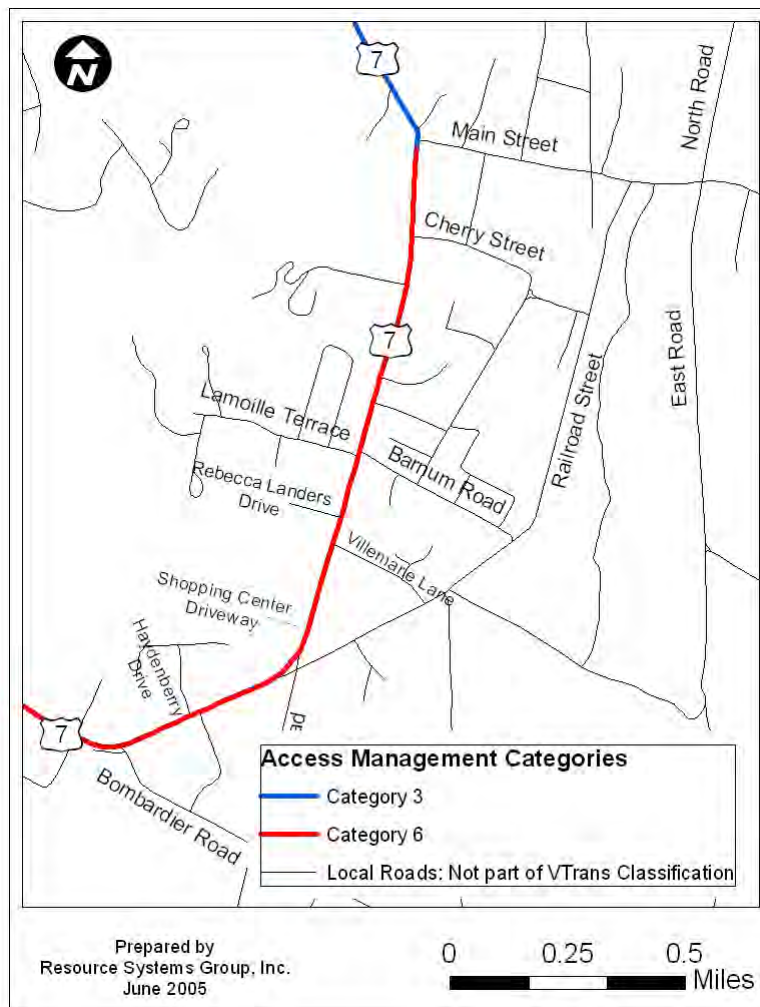 N
7
Main Street
North Road
Cherry Street
7
Lamoille Terrace
Barnum Road
Railroad Street
East Road
Rebecca Landers
Drive
Villemarie Lane
Shopping Center
Driveway
Haydenberry
Drive
7
Bombardier Road
Access Management Categories
Category 3
Category 6
Local Roads: Not part of VTrans Classification
Prepared by
Resource Systems Group, Inc.
June 2005
0 0.25 0.5
Miles